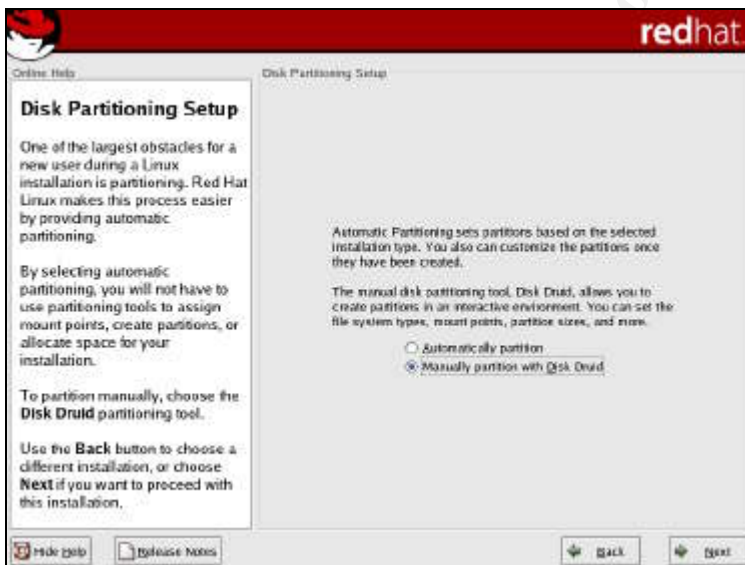 redhat.
Online Help
Disk Partitioning Setup
Disk Partitioning Setup
One of the largest obstacles for a
new user during a Linux
installation is partitioning. Red Hat
Linux makes this process easier
by providing automatic
partitioning.
By selecting automatic
partitioning, you will not have to
use partitioning tools to assign
mount points, create partitions, or
allocate space for your
installation.
To partition manually, choose the
Disk Druid partitioning tool.
Use the Back button to choose a
different installation, or choose
Next if you want to proceed with
this installation.
Automatic Partitioning sets partitions based on the selected
installation type. You also can customize the partitions once
they have been created.
The manual disk partitioning tool, Disk Druid, allows you to
create partitions in an interactive environment. You can set the
file system types, mount points, partition sizes, and more.
Automatically partition
Manually partition with Disk Druid
Hide Help
Release Notes
Back
Next